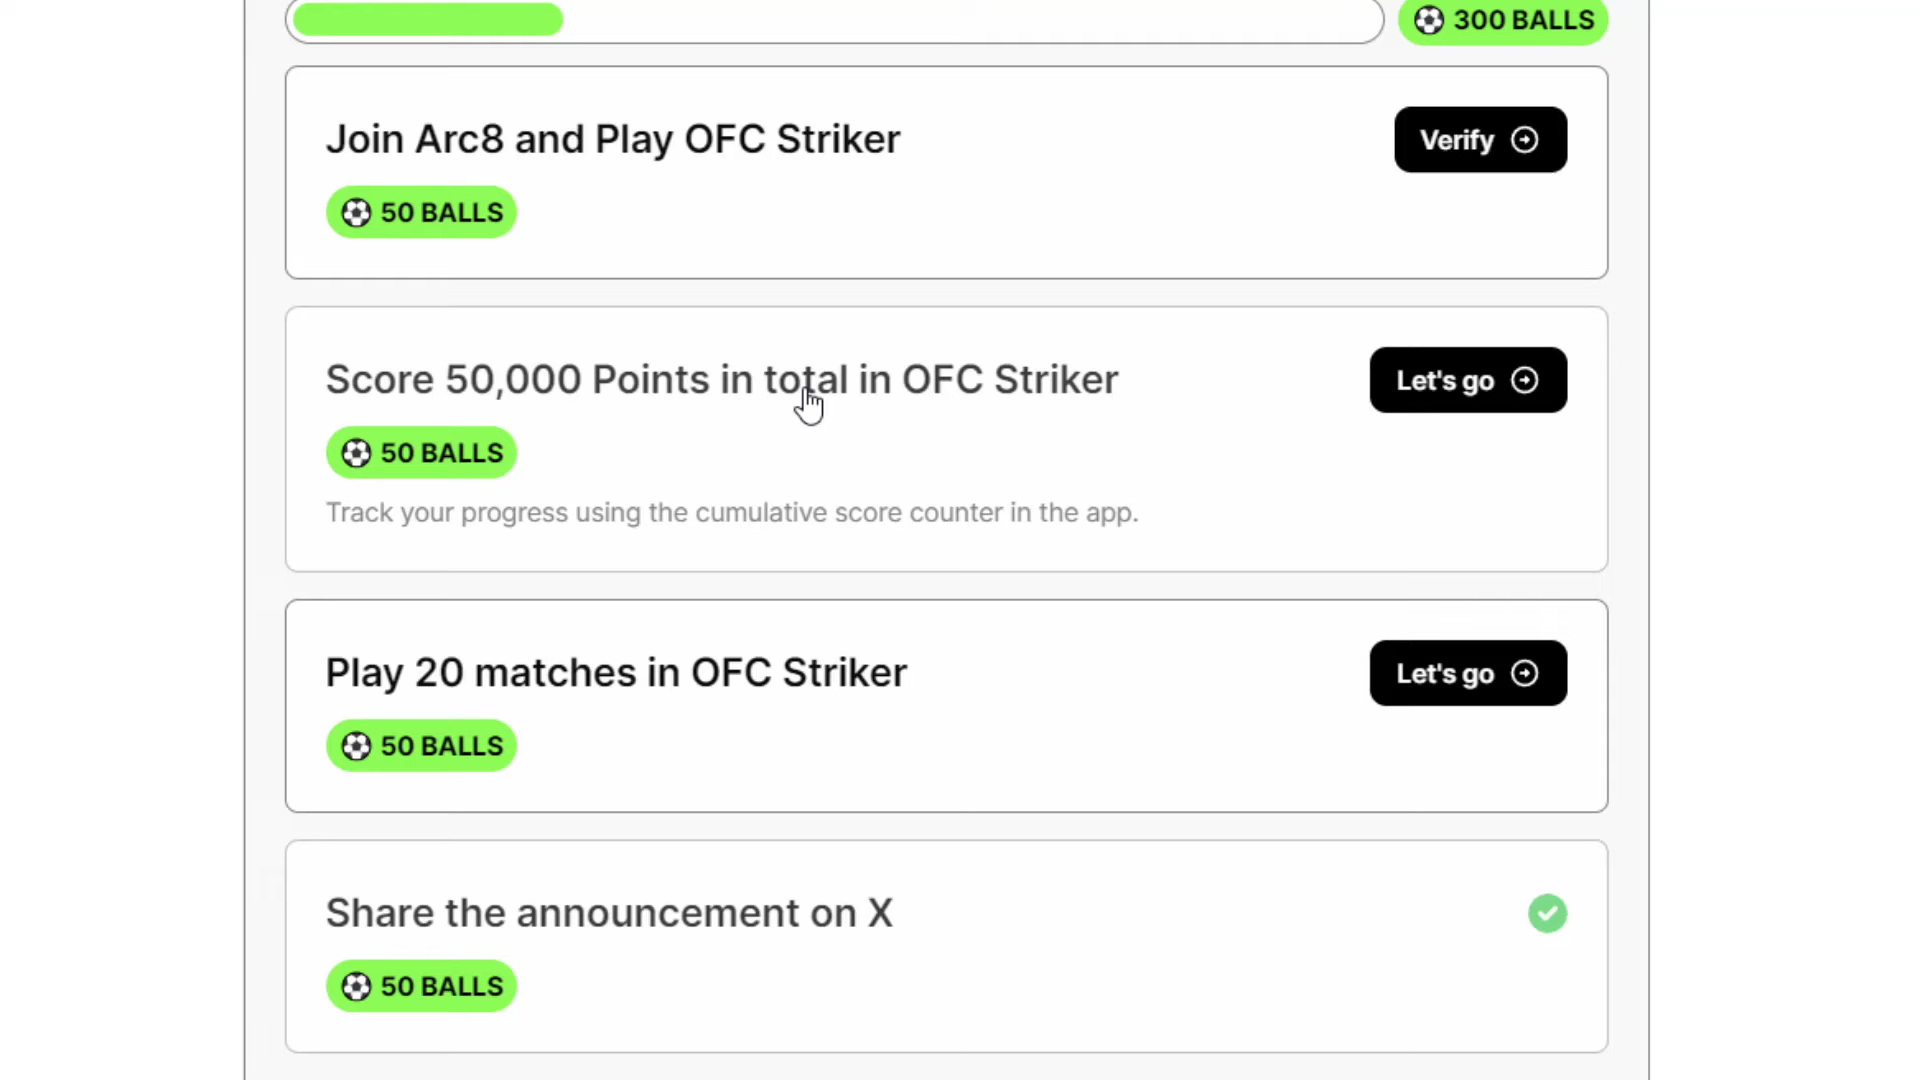 300 BALLS
Join Arc8 and Play OFC Striker
Verify
50 BALLS
Score 50,000 Points in total in OFC Striker
Let's go
50 BALLS
Track your progress using the cumulative score counter in the app.
Play 20 matches in OFC Striker
Let's go
50 BALLS
Share the announcement on X
50 BALLS